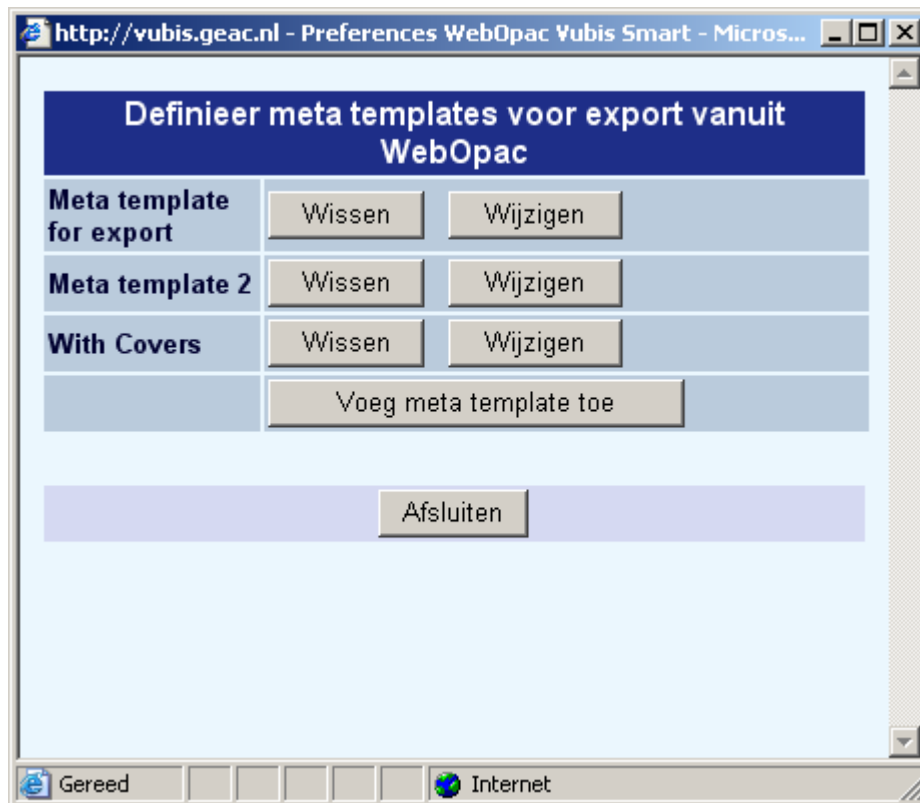 http://vubis.geac.nl - Preferences WebOpac Vubis Smart - Micros...
Definieer meta templates voor export vanuit
WebOpac
Meta template
for export
Wissen
Wijzigen
Meta template 2
Wissen
Wijzigen
With Covers
Wissen
Wijzigen
Voeg meta template toe
Afsluiten
Gereed
Internet